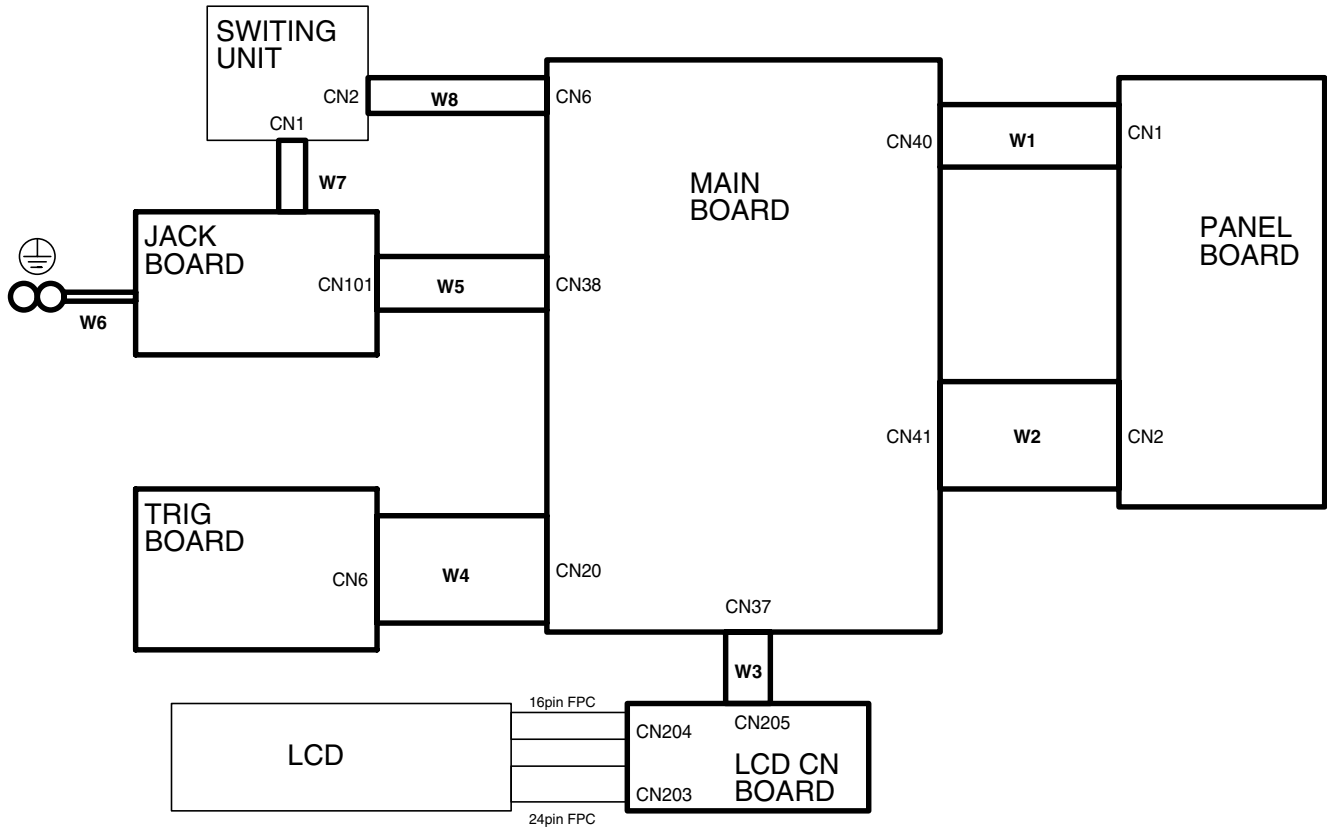 SWITING
UNIT
CN2
W8
CN6
CN1
W7
CN40
W1
CN1
MAIN
BOARD
JACK
BOARD
PANEL
BOARD
CN101
W5
CN38
W6
CN41
W2
CN2
TRIG
BOARD
CN6
W4
CN20
CN37
W3
16pin FPC
CN204
CN205
LCD
LCD CN
BOARD
CN203
24pin FPC